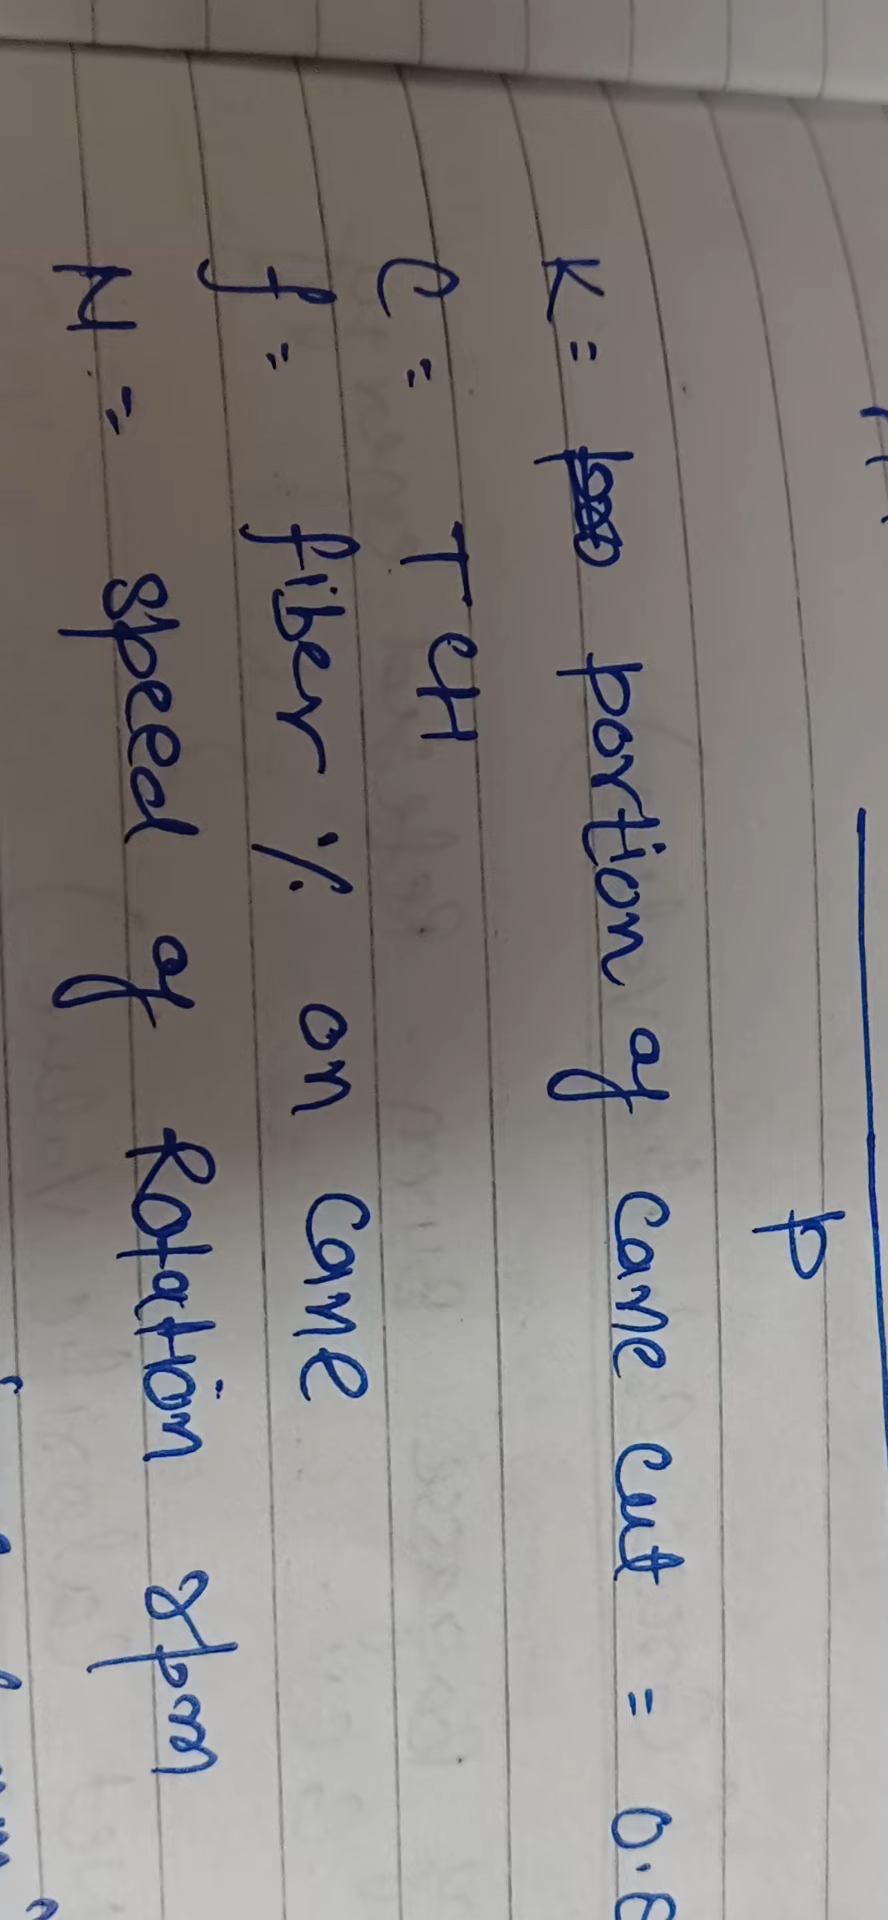 p
K = portion of cane cut = 0.8
C = TCH
f = fiber % on cane
N = speed of Rotation rpm